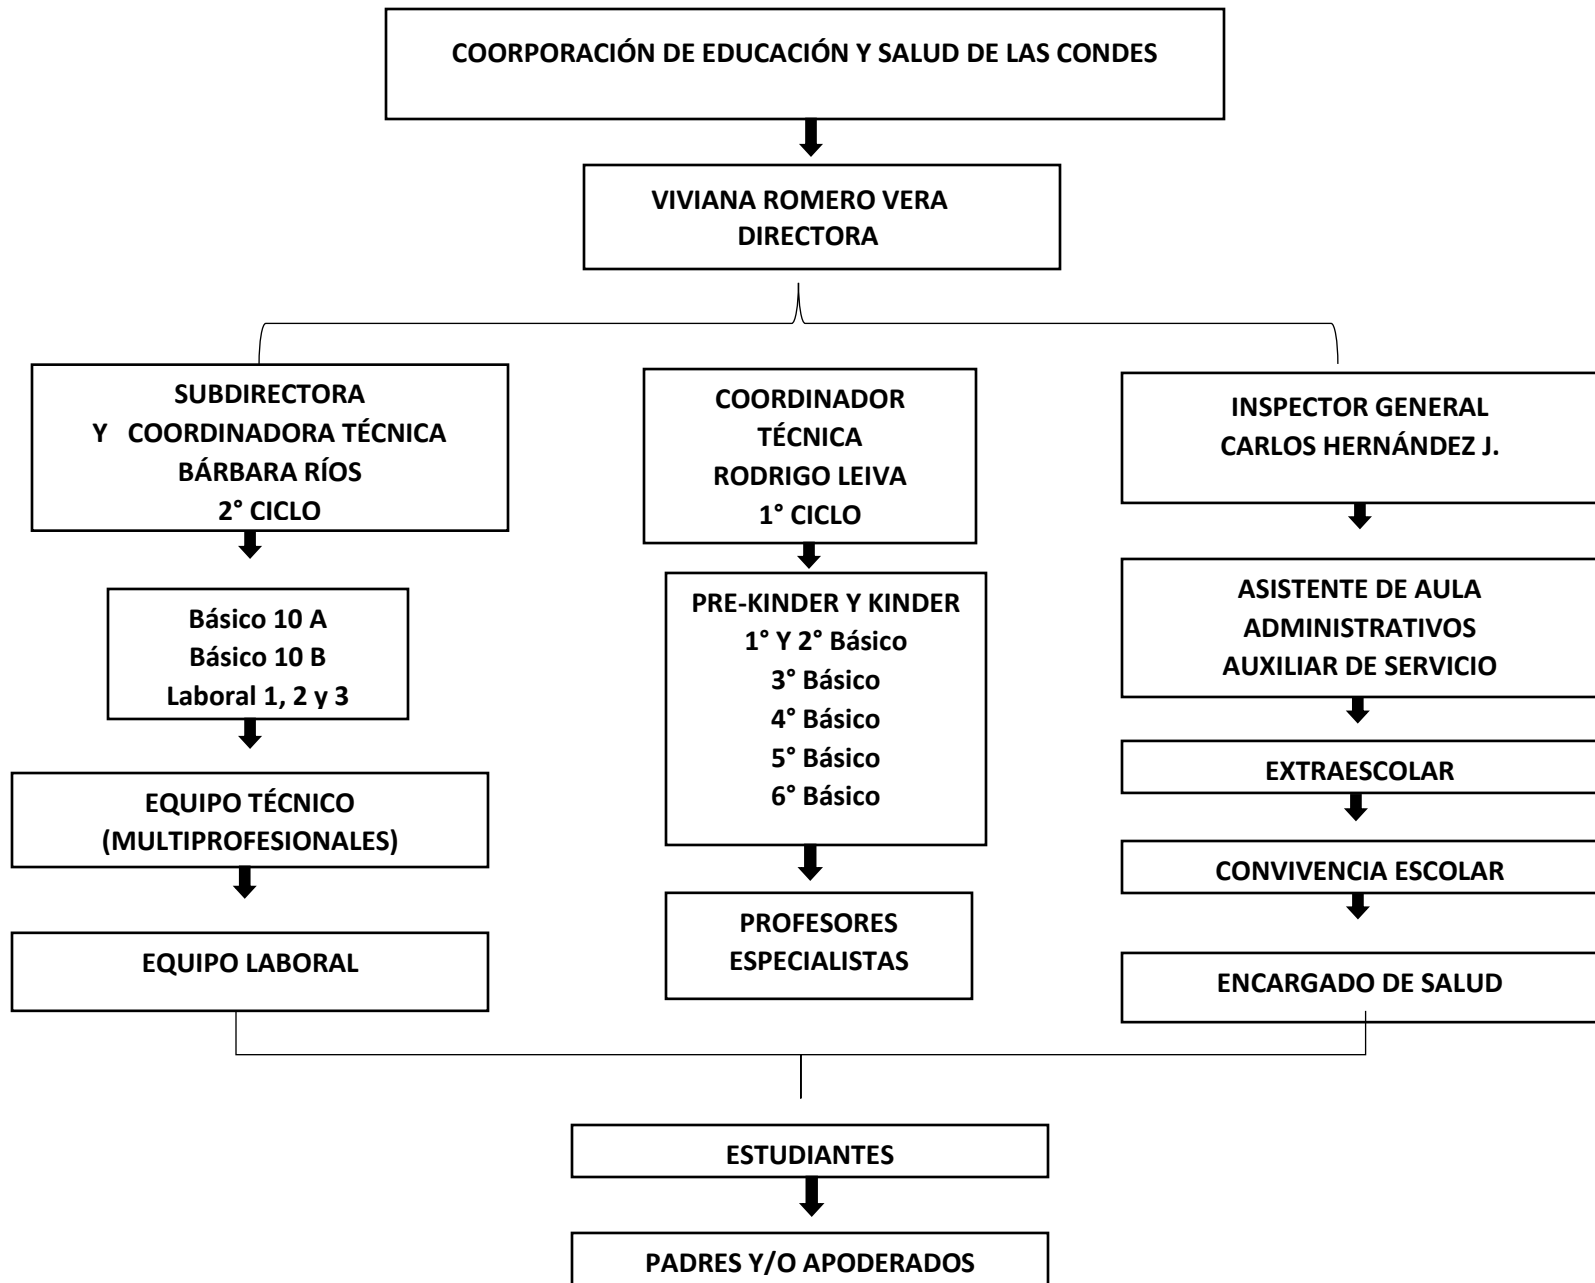 COORPORACIÓN DE EDUCACIÓN Y SALUD DE LAS CONDES
VIVIANA ROMERO VERA
DIRECTORA
SUBDIRECTORA
Y COORDINADORA TÉCNICA
BÁRBARA RÍOS
2° CICLO
Básico 10 A
Básico 10 B
Laboral 1, 2 y 3
EQUIPO TÉCNICO
(MULTIPROFESIONALES)
EQUIPO LABORAL
COORDINADOR
TÉCNICA
RODRIGO LEIVA
1° CICLO
PRE-KINDER Y KINDER
1° Y 2° Básico
3° Básico
4° Básico
5° Básico
6° Básico
PROFESORES
ESPECIALISTAS
INSPECTOR GENERAL
CARLOS HERNÁNDEZ J.
ASISTENTE DE AULA
ADMINISTRATIVOS
AUXILIAR DE SERVICIO
EXTRAESCOLAR
CONVIVENCIA ESCOLAR
ENCARGADO DE SALUD
ESTUDIANTES
PADRES Y/O APODERADOS